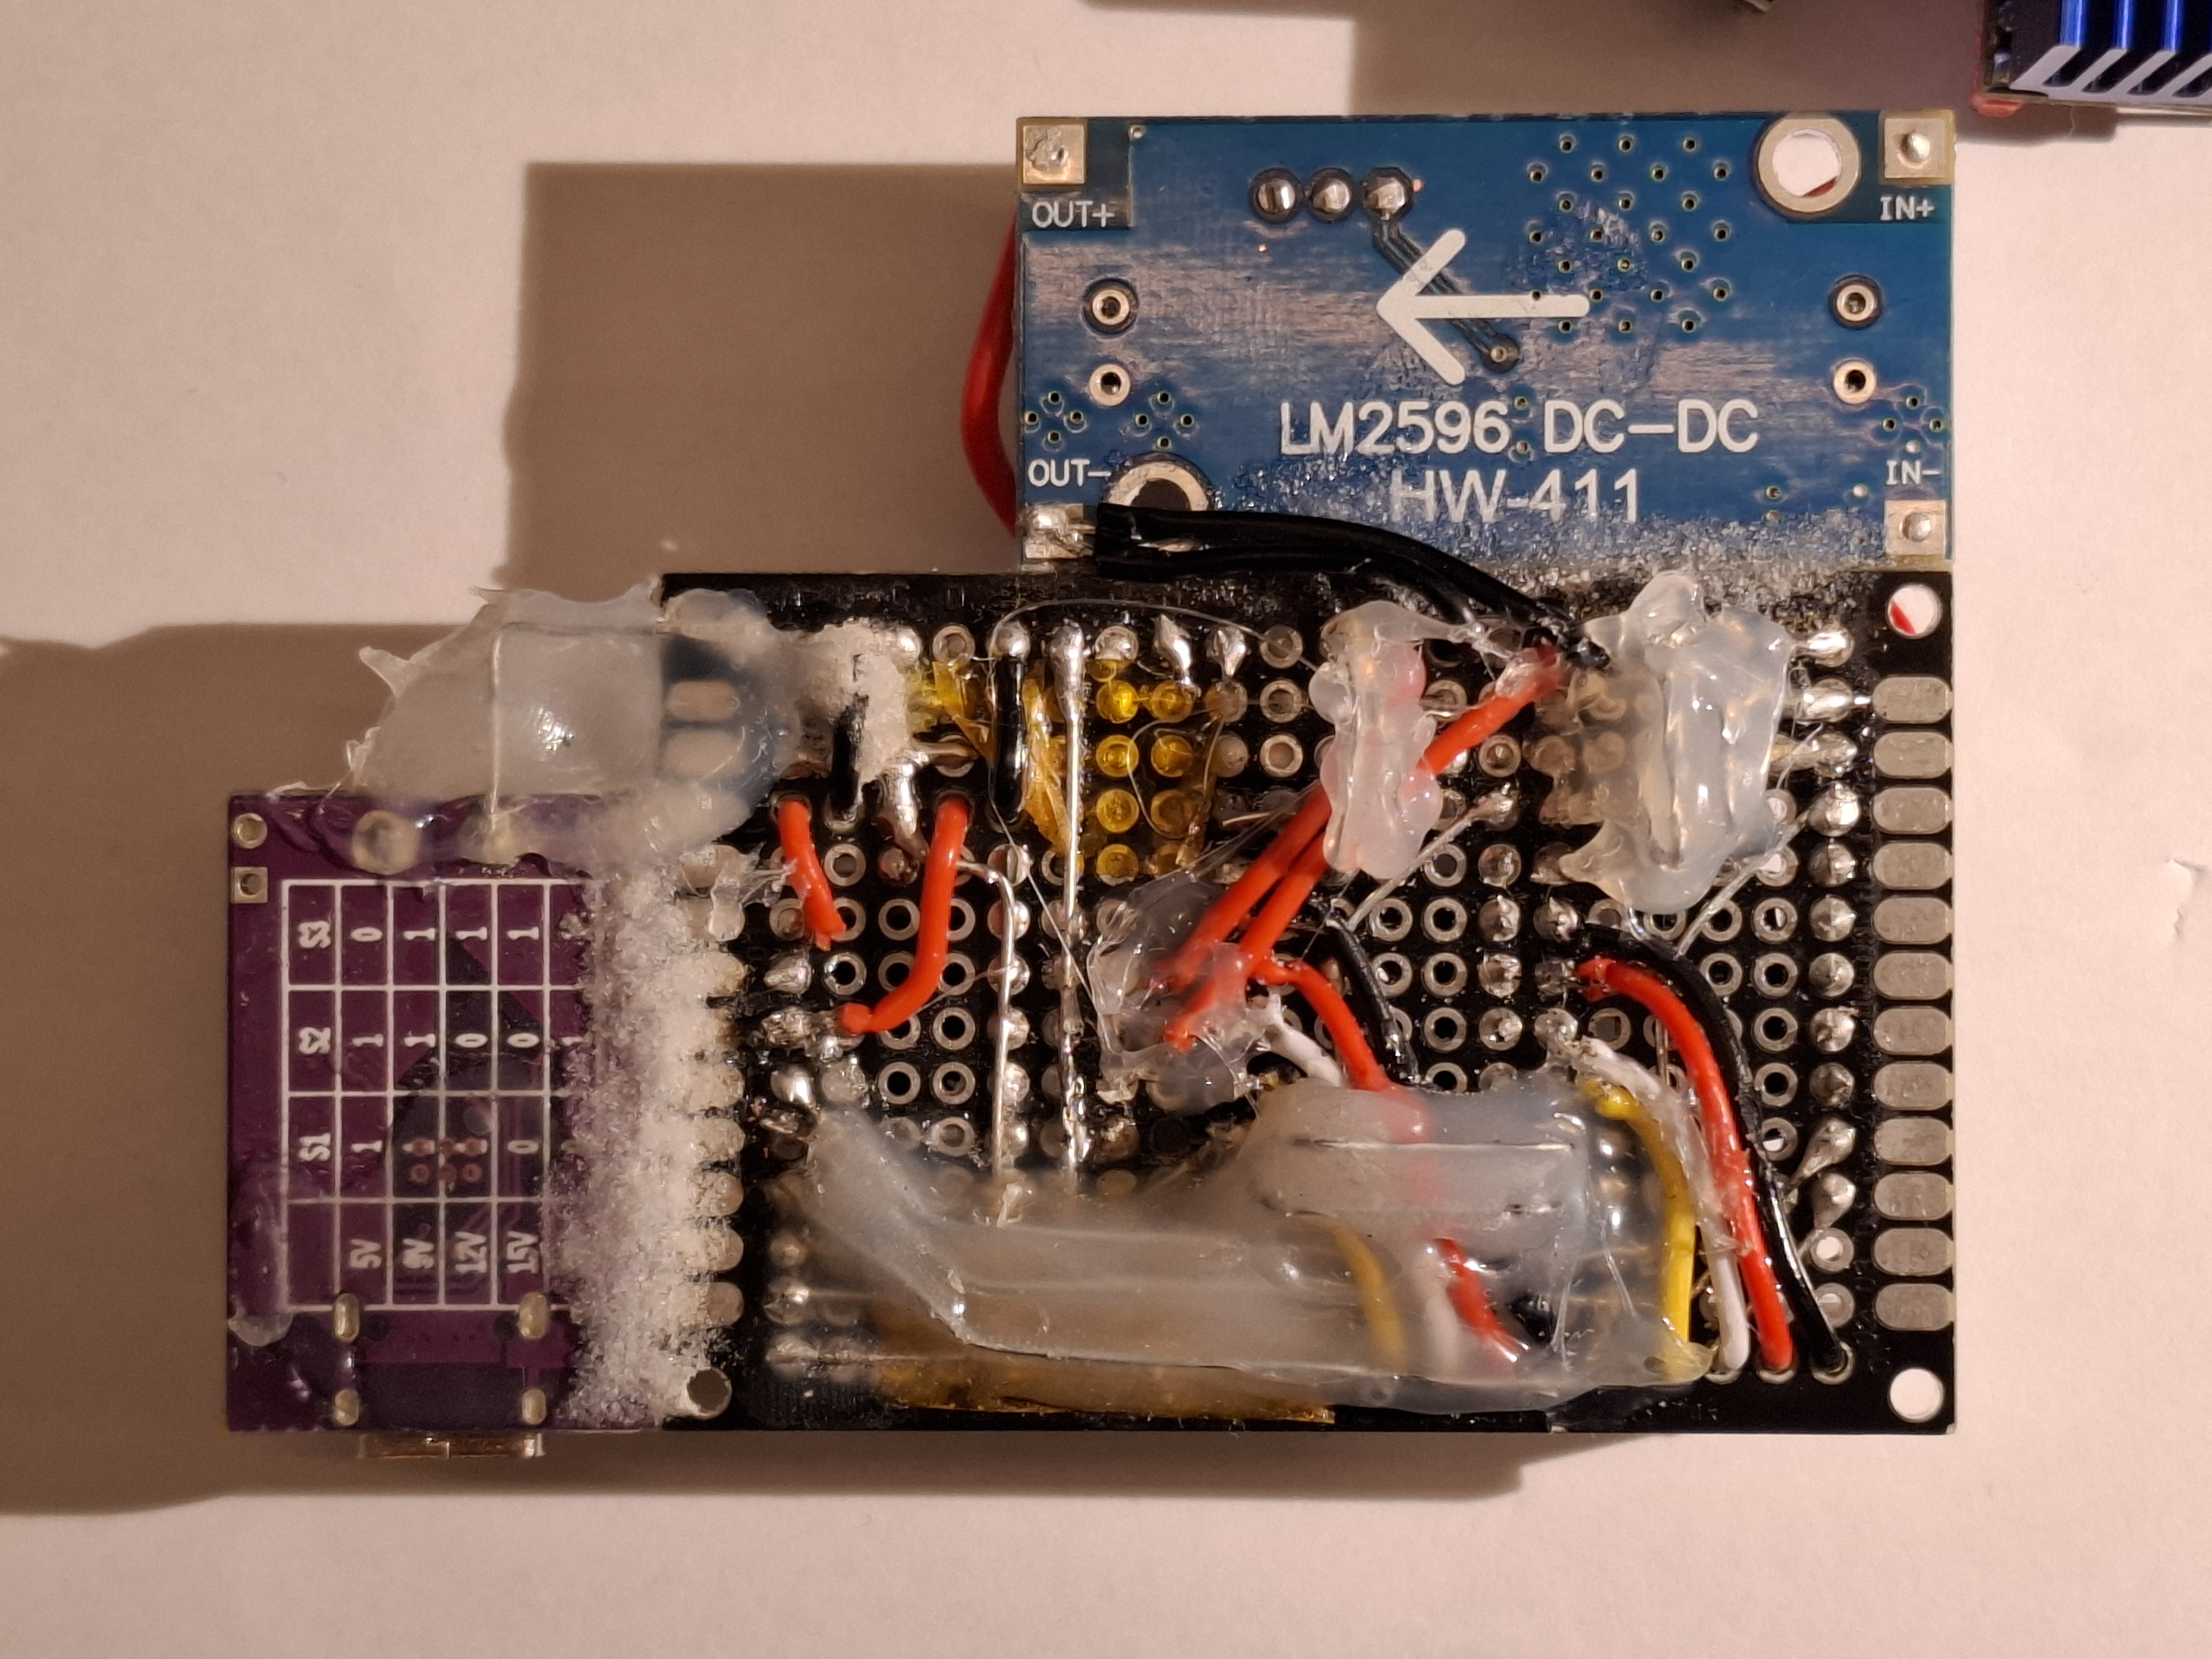 OUT+
IN+
LM2596 DC-DC
OUT-
IN-
HW-411
S3 0 1 1 1
S2 1 1 0 0 1
S1 1 0
5V 9V 12V 15V